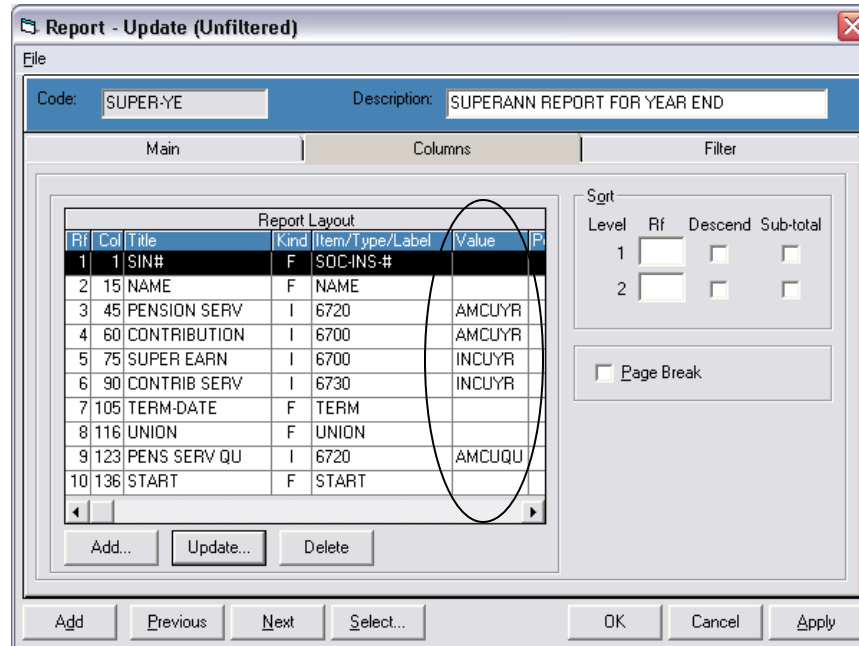 Report - Update (Unfiltered)
File
Code: SUPER-YE Description: SUPERANN REPORT FOR YEAR END
Main Columns Filter
Report Layout
Rf Col Title Kind Item/Type/Label Value
1 1 SIN# F SOC-INS-#
2 15 NAME F NAME
3 45 PENSION SERV I 6720 AMCUYR
4 60 CONTRIBUTION I 6700 AMCUYR
5 75 SUPER EARN I 6700 INCUYR
6 90 CONTRIB SERV I 6730 INCUYR
7 105 TERM-DATE F TERM
8 116 UNION F UNION
9 123 PENS SERV QU I 6720 AMCUQU
10 136 START F START
Add... Update... Delete
Sort
Level Rf Descend Sub-total
1
2
Page Break
Add Previous Next Select... OK Cancel Apply